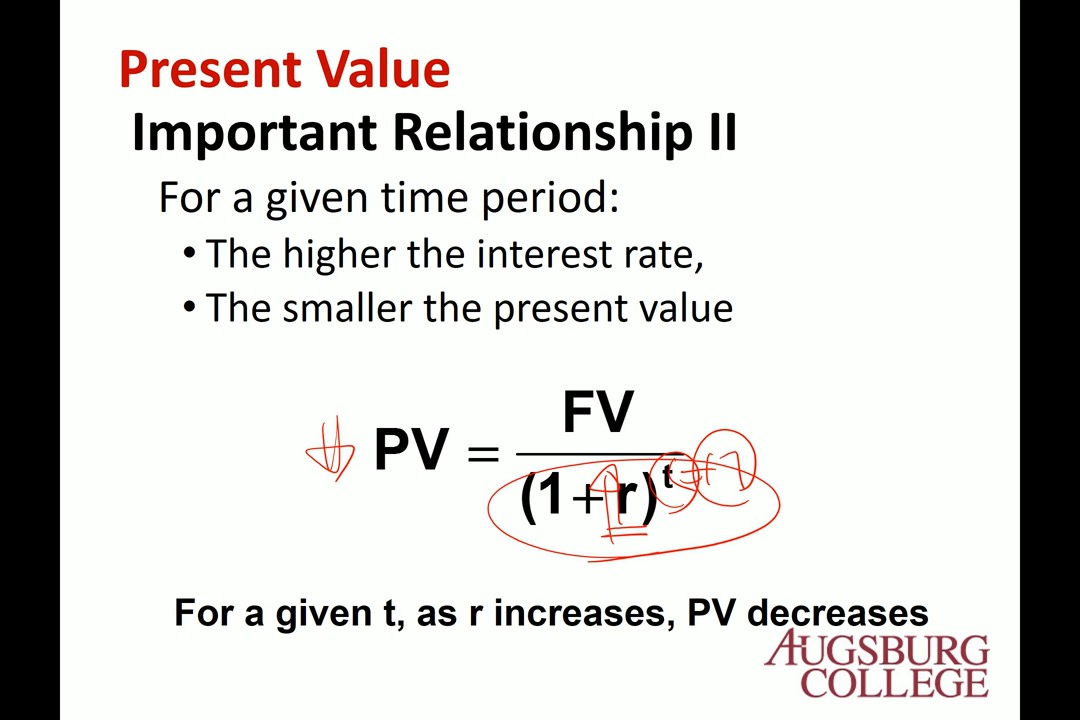 Present Value
Important Relationship II
For a given time period:
• The higher the interest rate,
• The smaller the present value
PV = FV / (1 + r)^t
For a given t, as r increases, PV decreases
AUGSBURG
COLLEGE